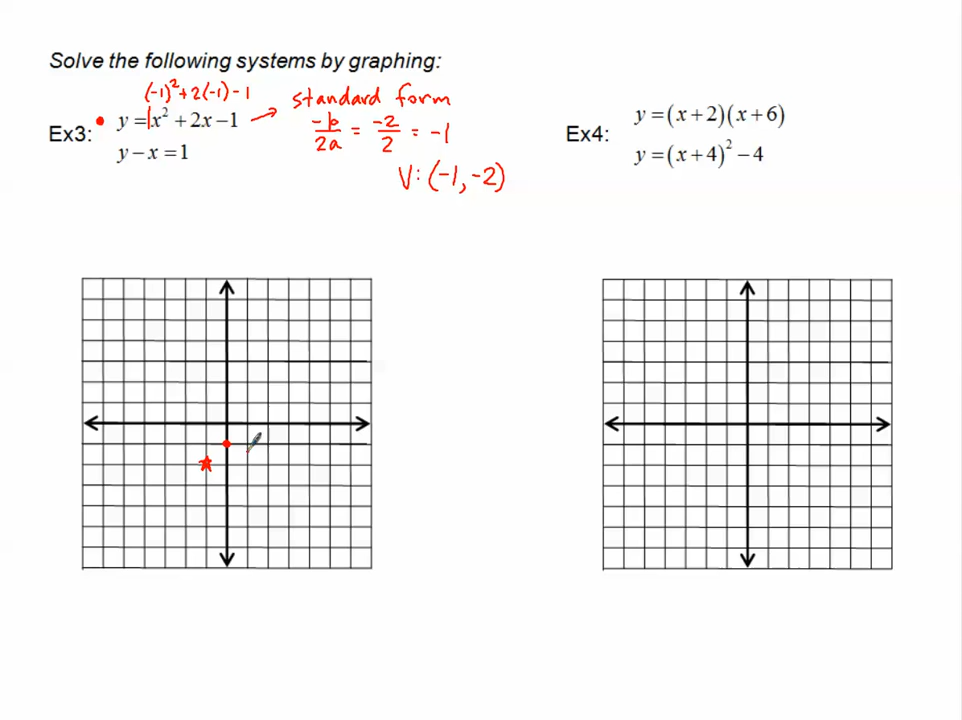 Solve the following systems by graphing:
(-1)²+2(-1)-1
standard form
Ex3: y = 1x² + 2x − 1
-b/2a = -2/2 = -1
y − x = 1
V: (-1, -2)
Ex4: y = (x + 2)(x + 6)
y = (x + 4)² − 4